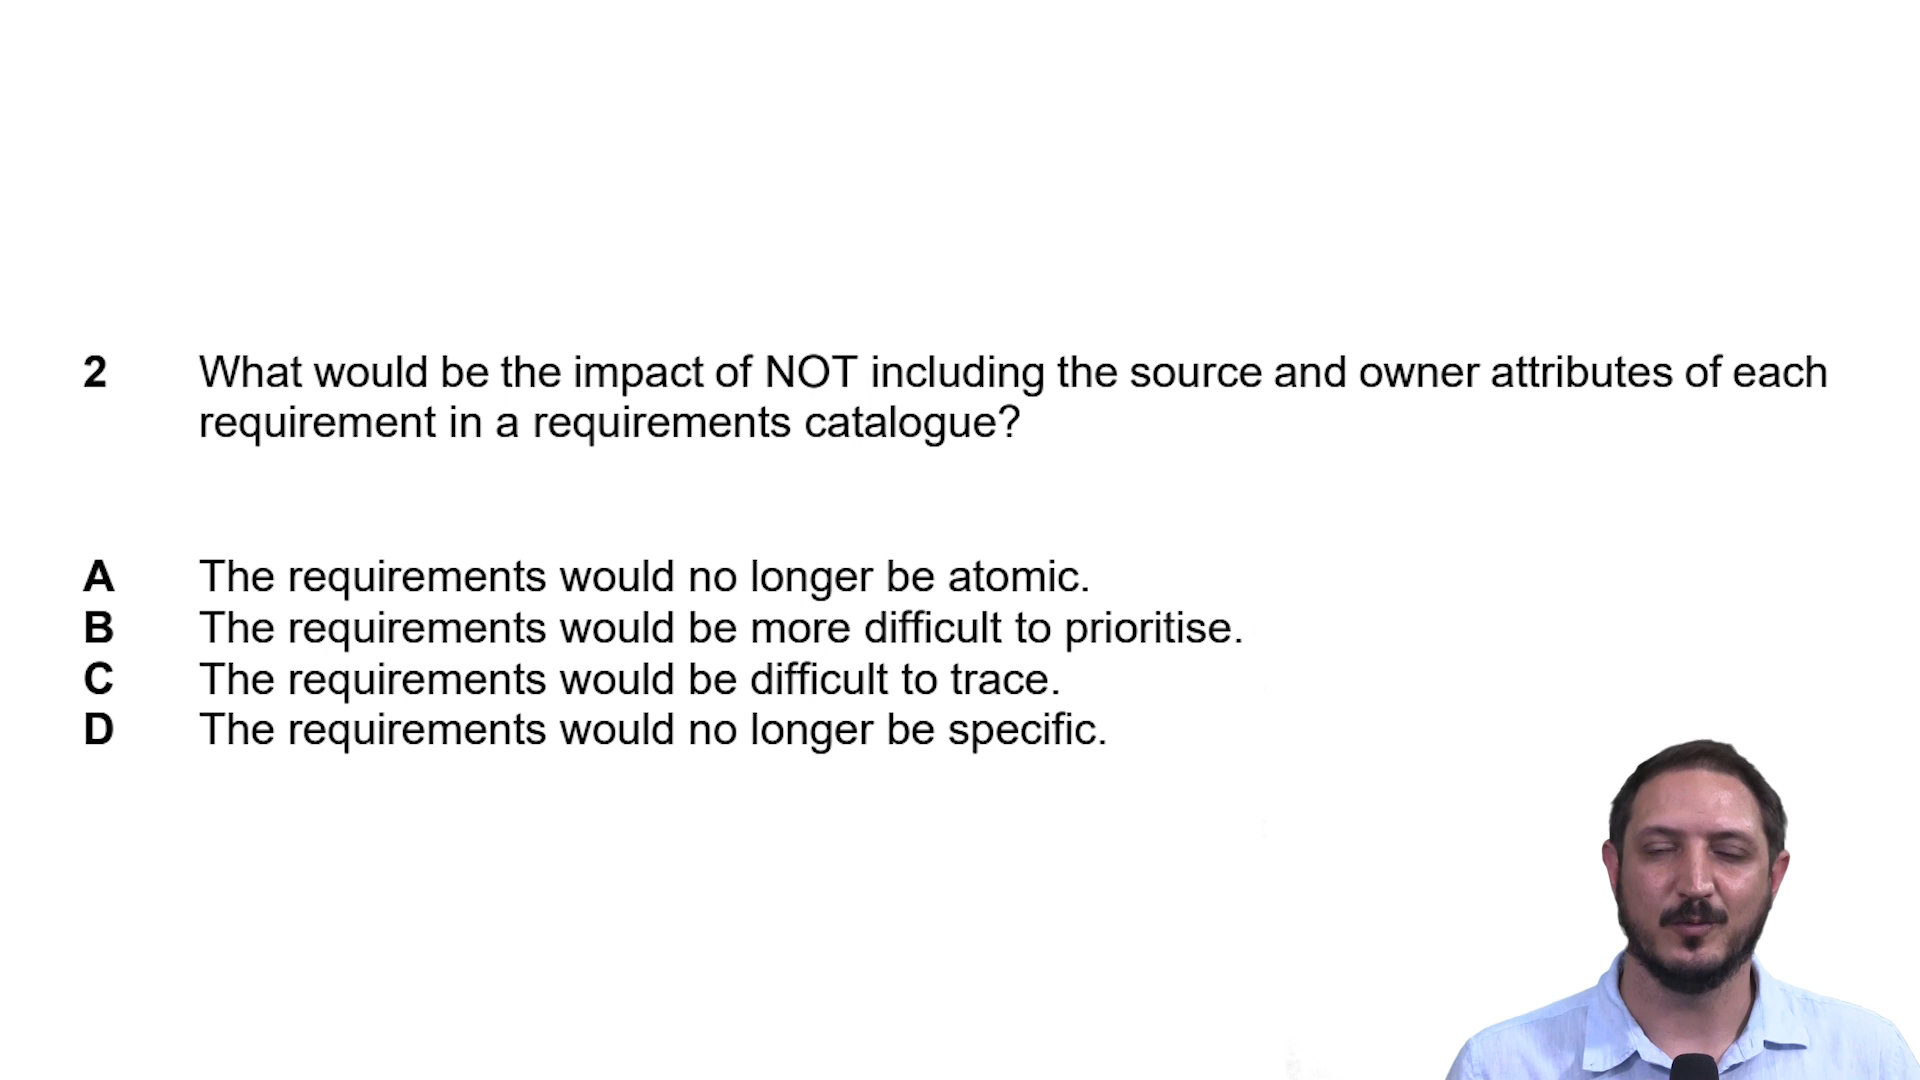 2 What would be the impact of NOT including the source and owner attributes of each
requirement in a requirements catalogue?
A The requirements would no longer be atomic.
B The requirements would be more difficult to prioritise.
C The requirements would be difficult to trace.
D The requirements would no longer be specific.